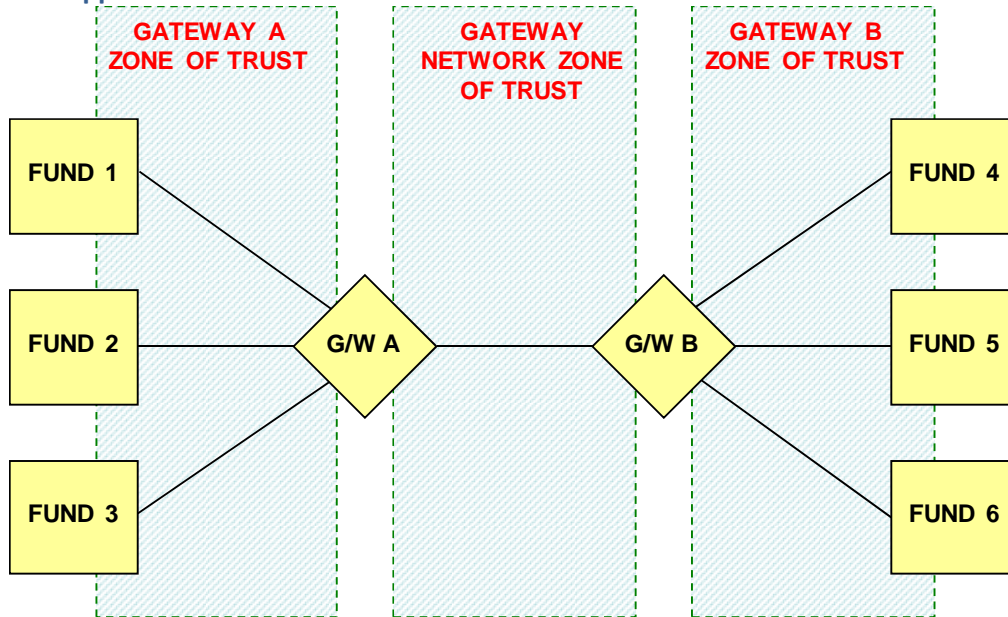 GATEWAY A
ZONE OF TRUST
GATEWAY
NETWORK ZONE
OF TRUST
GATEWAY B
ZONE OF TRUST
FUND 1
FUND 4
FUND 2
G/W A
G/W B
FUND 5
FUND 3
FUND 6